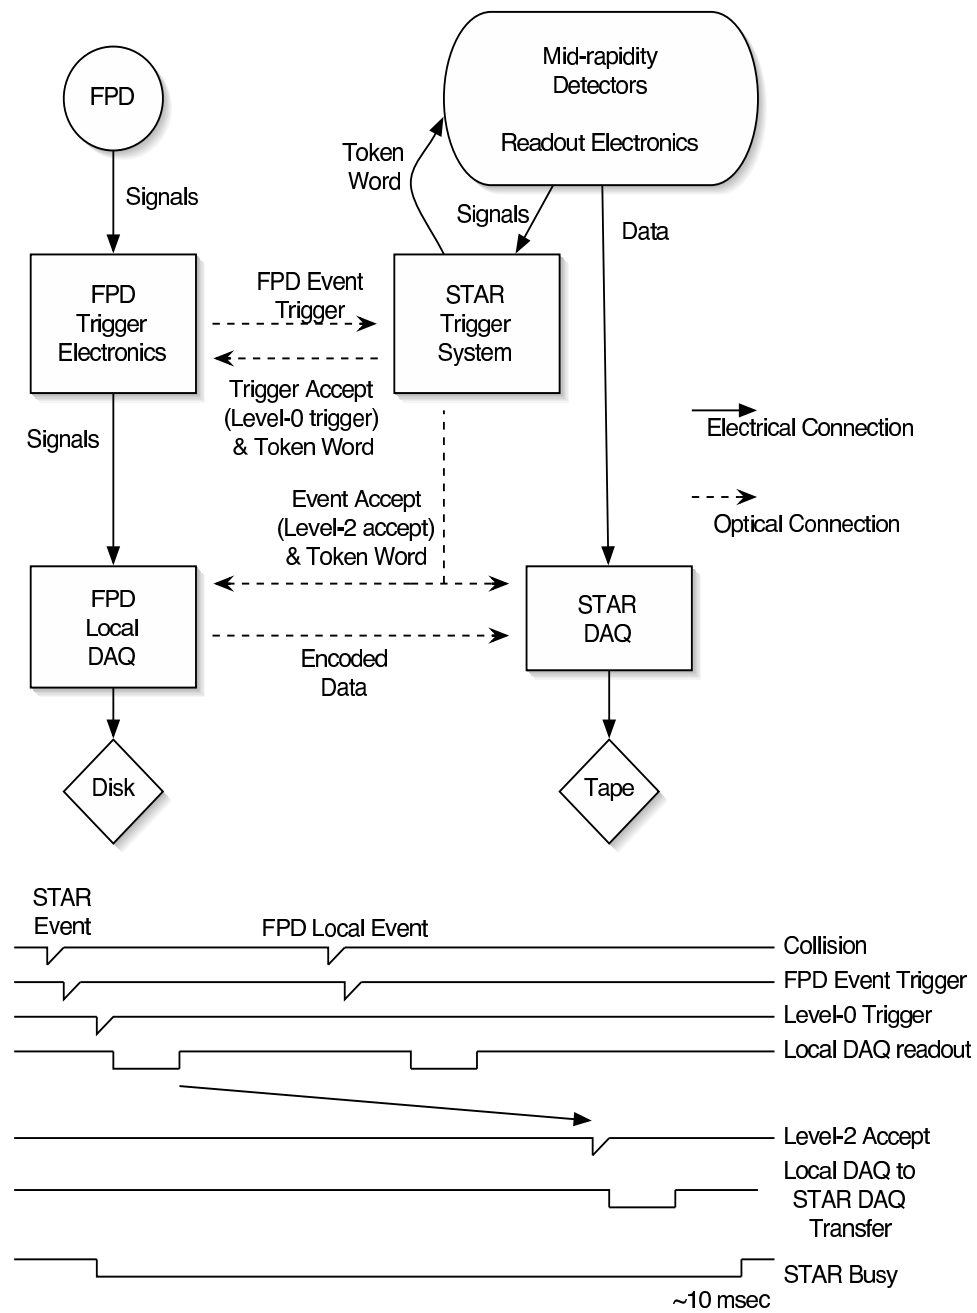 FPD
Mid-rapidity
Detectors
Readout Electronics
Token
Word
Signals
Signals
Data
FPD
Trigger
Electronics
FPD Event
Trigger
STAR
Trigger
System
Trigger Accept
(Level-0 trigger)
& Token Word
Signals
Electrical Connection
Event Accept
(Level-2 accept)
& Token Word
Optical Connection
FPD
Local
DAQ
STAR
DAQ
Encoded
Data
Disk
Tape
STAR
Event
FPD Local Event
Collision
FPD Event Trigger
Level-0 Trigger
Local DAQ readout
Level-2 Accept
Local DAQ to
STAR DAQ
Transfer
STAR Busy
~10 msec